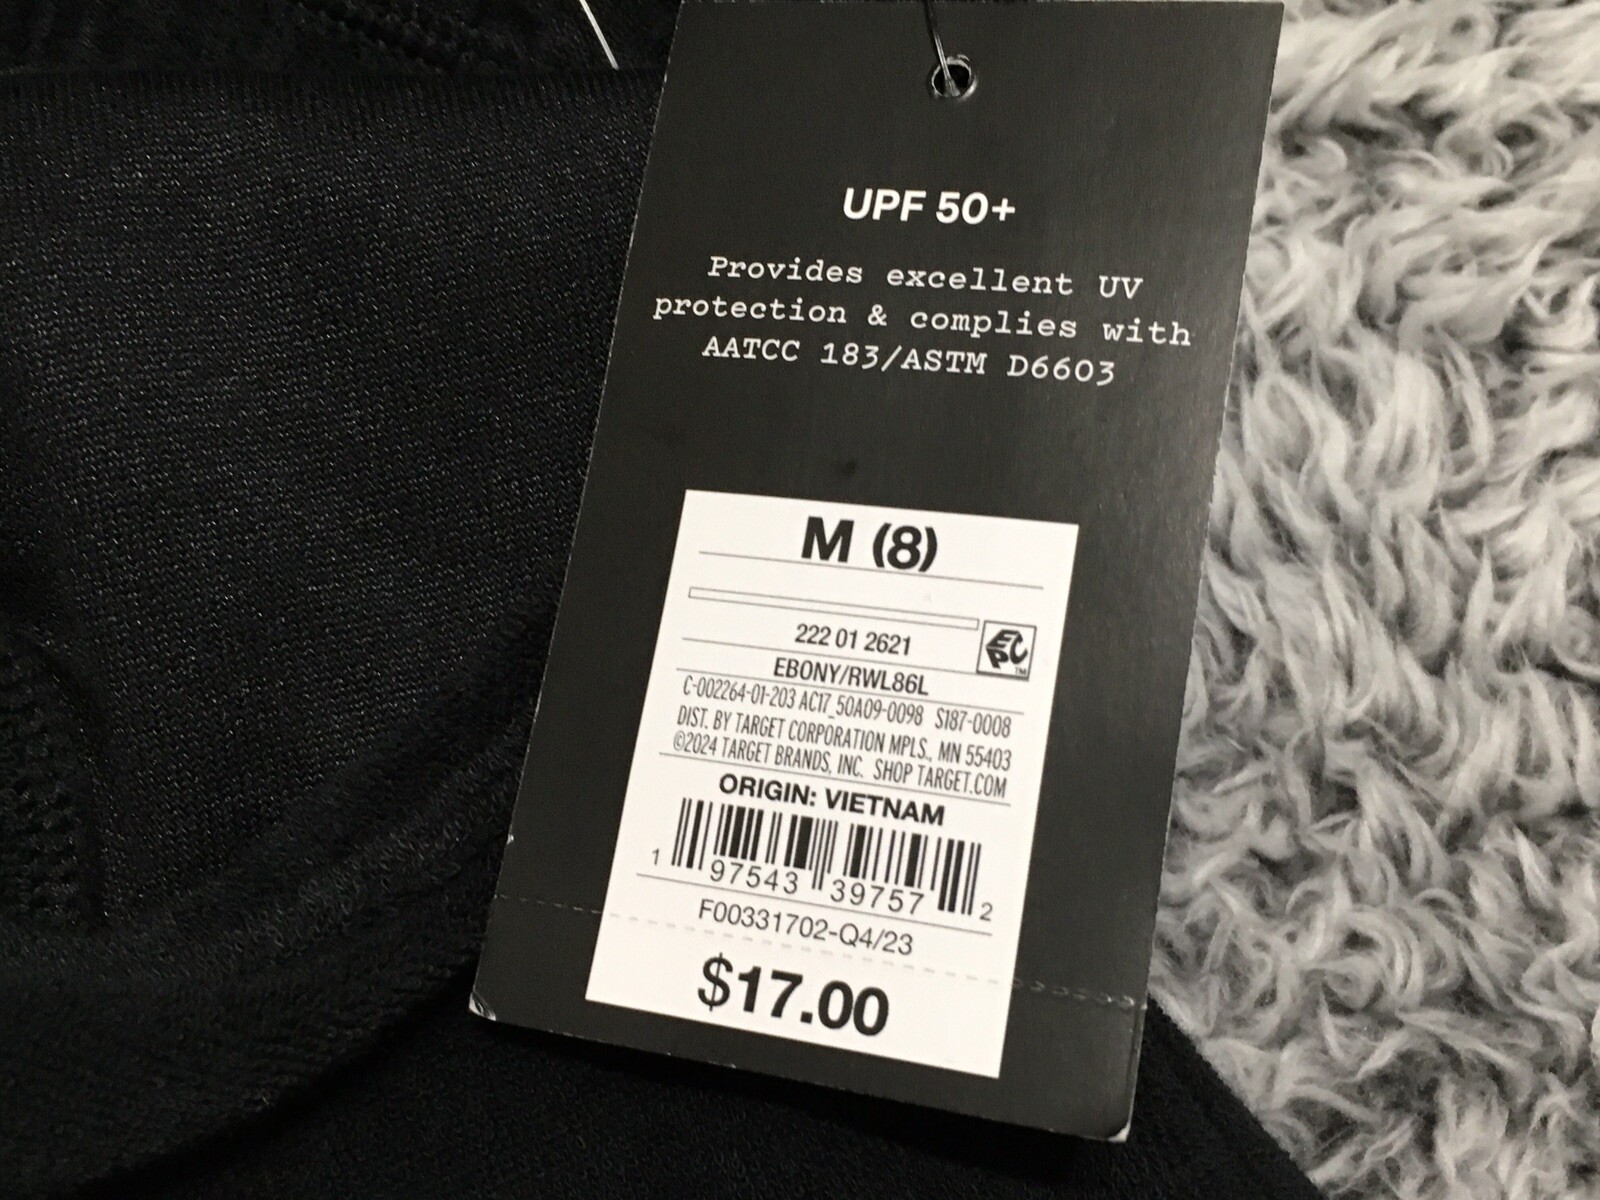 UPF 50+
Provides excellent UV
protection & complies with
AATCC 183/ASTM D6603
M (8)
222 01 2621
EPC™
EBONY/RWL86L
C-002264-01-203 AC17_50A09-0098 S187-0008
DIST. BY TARGET CORPORATION MPLS., MN 55403
©2024 TARGET BRANDS, INC. SHOP TARGET.COM
ORIGIN: VIETNAM
1 97543 39757 2
F00331702-Q4/23
$17.00